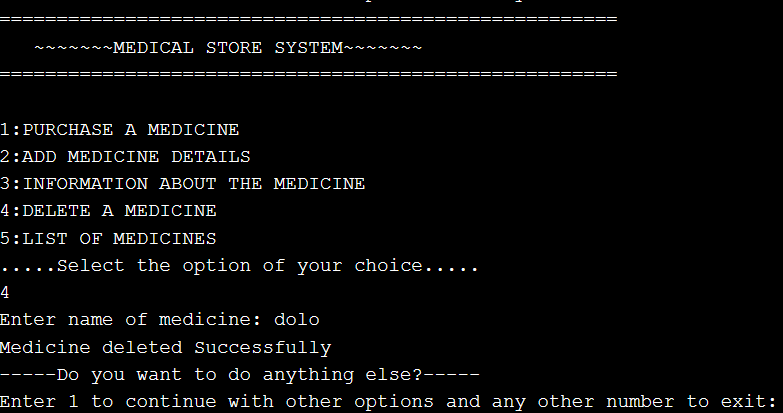 =====================================================
~~~~~~~MEDICAL STORE SYSTEM~~~~~~~
=====================================================
1:PURCHASE A MEDICINE
2:ADD MEDICINE DETAILS
3:INFORMATION ABOUT THE MEDICINE
4:DELETE A MEDICINE
5:LIST OF MEDICINES
.....Select the option of your choice.....
4
Enter name of medicine: dolo
Medicine deleted Successfully
-----Do you want to do anything else?-----
Enter 1 to continue with other options and any other number to exit: